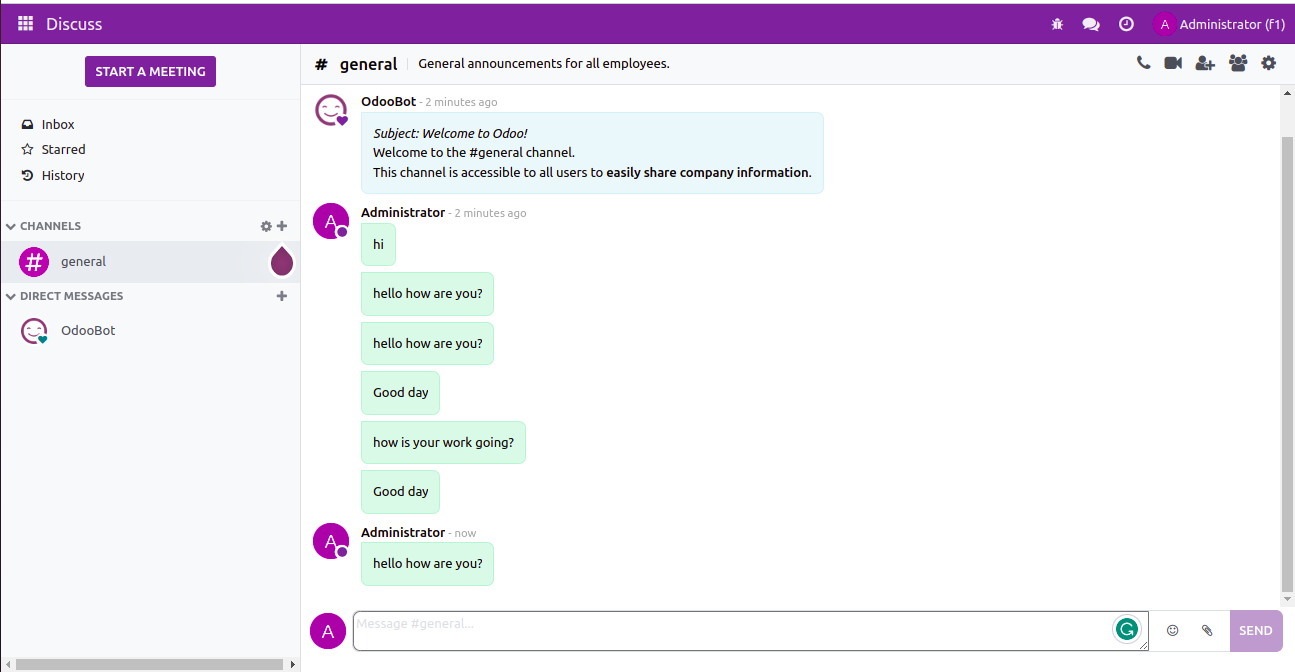 Discuss
A Administrator (f1)
START A MEETING
# general
General announcements for all employees.
Inbox
Starred
History
CHANNELS
# general
DIRECT MESSAGES
OdooBot
OdooBot - 2 minutes ago
Subject: Welcome to Odoo!
Welcome to the #general channel.
This channel is accessible to all users to easily share company information.
A Administrator - 2 minutes ago
hi
hello how are you?
hello how are you?
Good day
how is your work going?
Good day
A Administrator - now
hello how are you?
A Message #general...
SEND